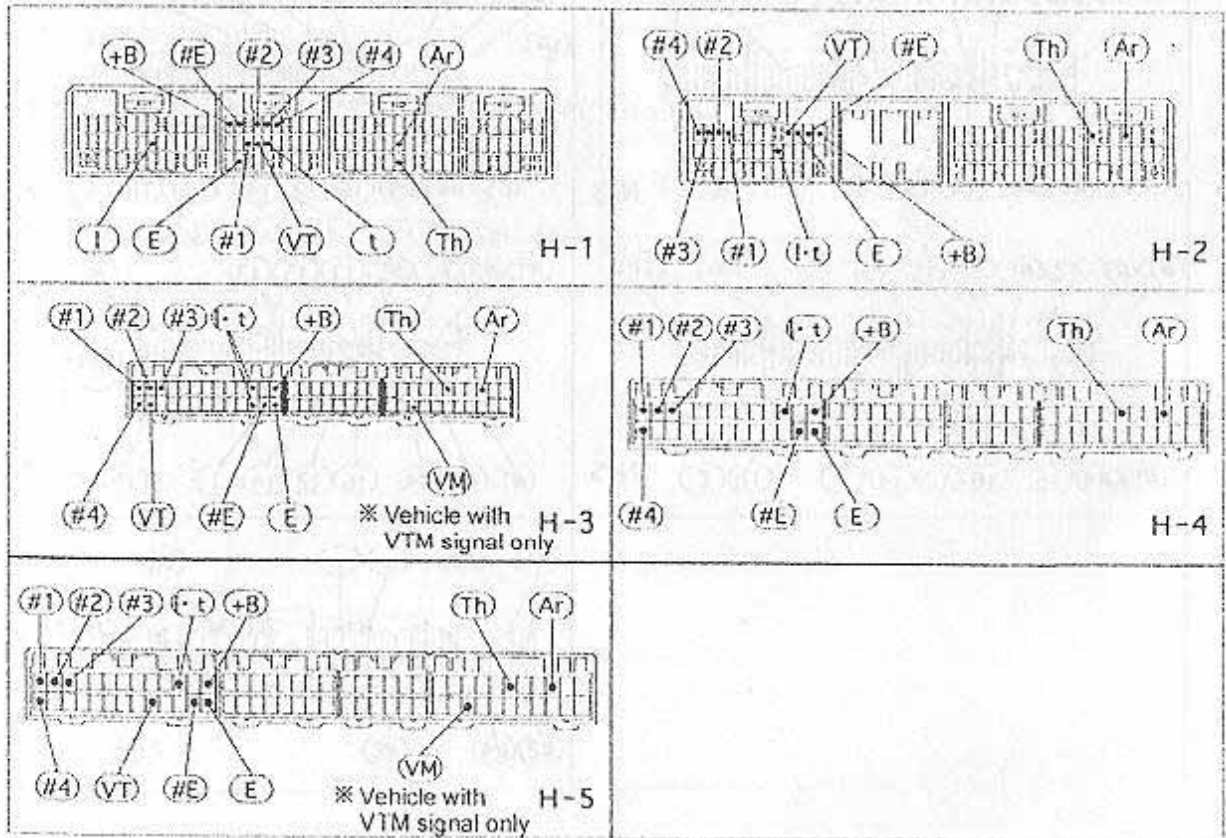 (+B) (#E) (#2) (#3) (#4) (Ar)
(I) (E) (#1) (VT) (t) (Th)
H-1
(#4) (#2) (VT) (#E) (Th) (Ar)
(#3) (#1) (I·t) (E) (+B)
H-2
(#1) (#2) (#3) (I·t) (+B) (Th) (Ar)
(VM)
(#4) (VT) (#E) (E)
※ Vehicle with H-3
VTM signal only
(#1) (#2) (#3) (I·t) (+B) (Th) (Ar)
(#4) (#E) (E)
H-4
(#1) (#2) (#3) (I·t) (+B) (Th) (Ar)
(VM)
(#4) (VT) (#E) (E)
※ Vehicle with H-5
VTM signal only